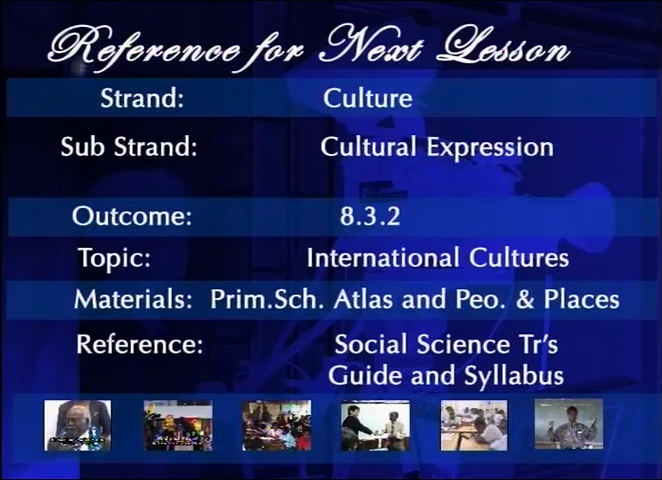 Reference for Next Lesson
Strand: Culture
Sub Strand: Cultural Expression
Outcome: 8.3.2
Topic: International Cultures
Materials: Prim.Sch. Atlas and Peo. & Places
Reference: Social Science Tr's
Guide and Syllabus